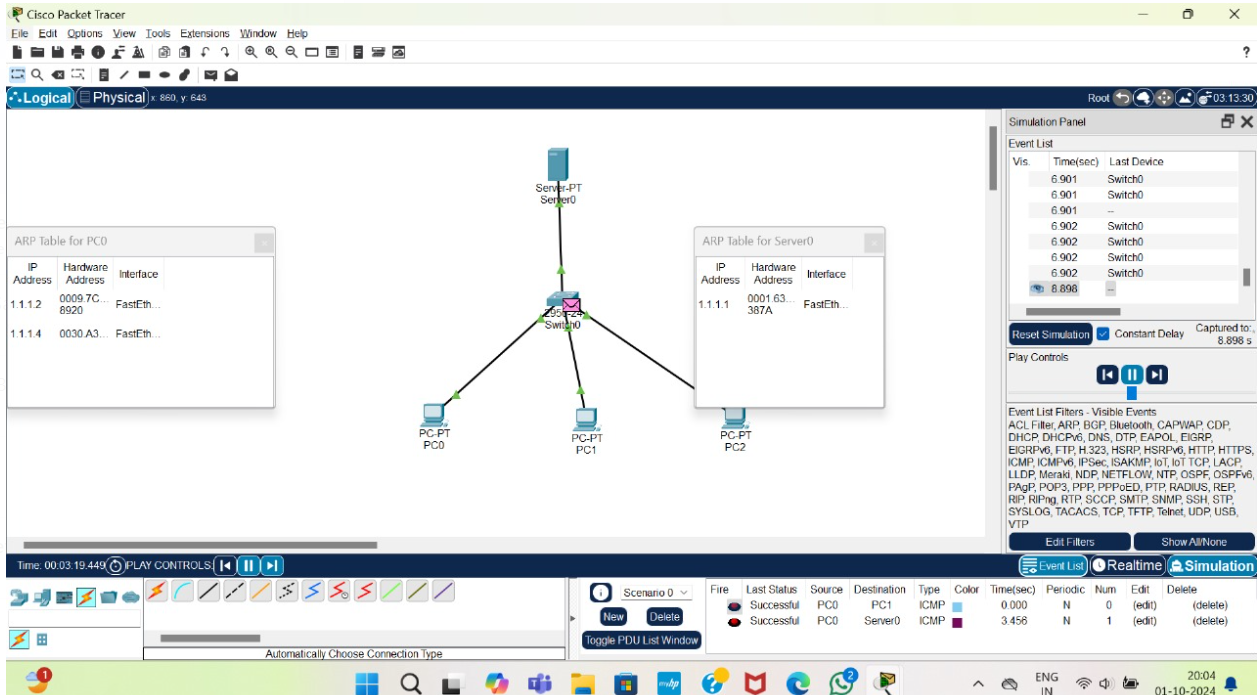 Cisco Packet Tracer
File Edit Options View Tools Extensions Window Help
?
Logical Physical x: 860, y: 643
Root 03:13:30
Simulation Panel
Event List
Vis. Time(sec) Last Device
6.901 Switch0
6.901 Switch0
6.901 --
6.902 Switch0
6.902 Switch0
6.902 Switch0
6.902 Switch0
8.898 --
Reset Simulation Constant Delay Captured to:
8.898 s
Play Controls
Event List Filters - Visible Events
ACL Filter, ARP, BGP, Bluetooth, CAPWAP, CDP,
DHCP, DHCPv6, DNS, DTP, EAPOL, EIGRP,
EIGRPv6, FTP, H.323, HSRP, HSRPv6, HTTP, HTTPS,
ICMP, ICMPv6, IPSec, ISAKMP, IoT, IoT TCP, LACP,
LLDP, Meraki, NDP, NETFLOW, NTP, OSPF, OSPFv6,
PAgP, POP3, PPP, PPPoED, PTP, RADIUS, REP,
RIP, RIPng, RTP, SCCP, SMTP, SNMP, SSH, STP,
SYSLOG, TACACS, TCP, TFTP, Telnet, UDP, USB,
VTP
Edit Filters Show All/None
Server-PT
Server0
ARP Table for PC0
IP Address Hardware Address Interface
1.1.1.2 0009.7C... 8920 FastEth...
1.1.1.4 0030.A3... FastEth...
ARP Table for Server0
IP Address Hardware Address Interface
1.1.1.1 0001.63... 387A FastEth...
Switch0
PC-PT
PC0
PC-PT
PC1
PC-PT
PC2
Time: 00:03:19.449 PLAY CONTROLS:
Event List Realtime Simulation
Automatically Choose Connection Type
Scenario 0
New Delete
Toggle PDU List Window
Fire Last Status Source Destination Type Color Time(sec) Periodic Num Edit Delete
Successful PC0 PC1 ICMP 0.000 N 0 (edit) (delete)
Successful PC0 Server0 ICMP 3.456 N 1 (edit) (delete)
1
myhp
2
ENG
IN
20:04
01-10-2024